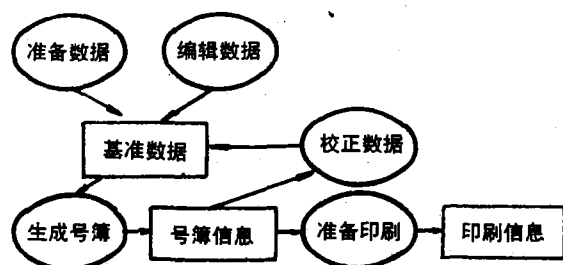 准备数据
编辑数据
基准数据
校正数据
生成号簿
号簿信息
准备印刷
印刷信息